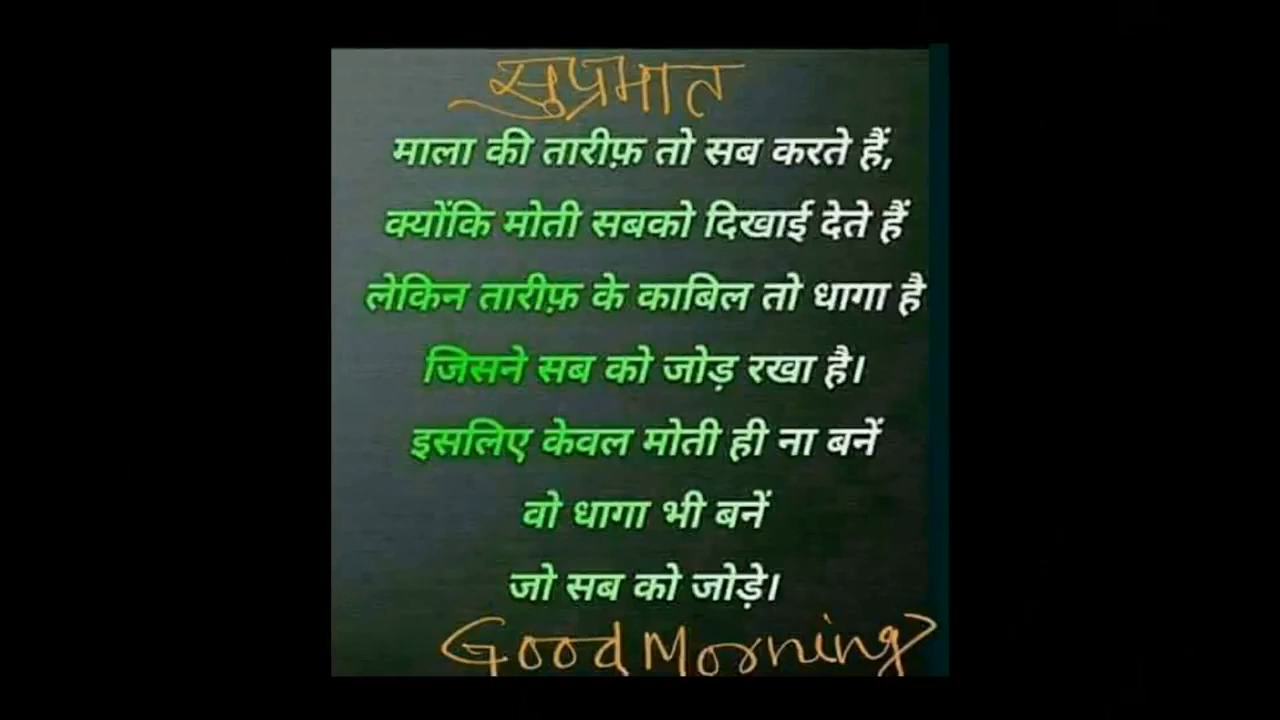 सुप्रभात
माला की तारीफ़ तो सब करते हैं,
क्योंकि मोती सबको दिखाई देते हैं
लेकिन तारीफ़ के काबिल तो धागा है
जिसने सब को जोड़ रखा है।
इसलिए केवल मोती ही ना बनें
वो धागा भी बनें
जो सब को जोड़े।
Good Morning